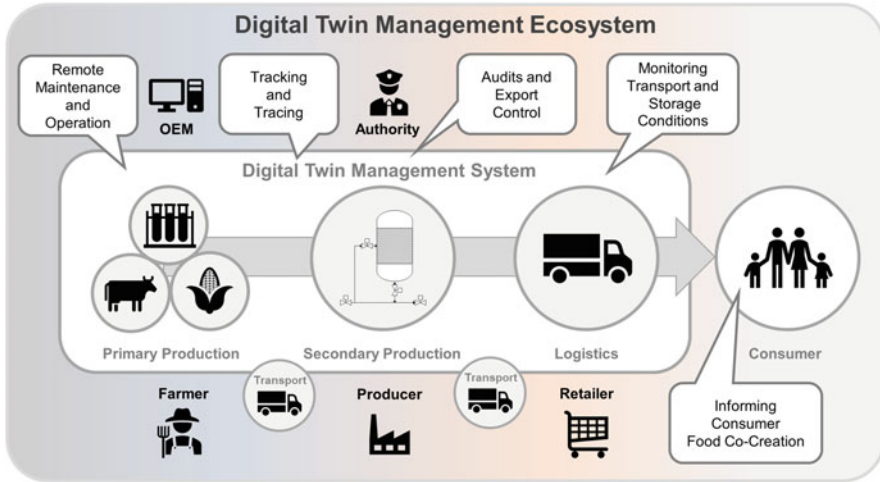 Digital Twin Management Ecosystem
Remote
Maintenance
and
Operation
OEM
Tracking
and
Tracing
Authority
Audits and
Export
Control
Monitoring
Transport and
Storage
Conditions
Digital Twin Management System
Primary Production
Secondary Production
Logistics
Consumer
Transport
Transport
Farmer
Producer
Retailer
Informing
Consumer
Food Co-Creation